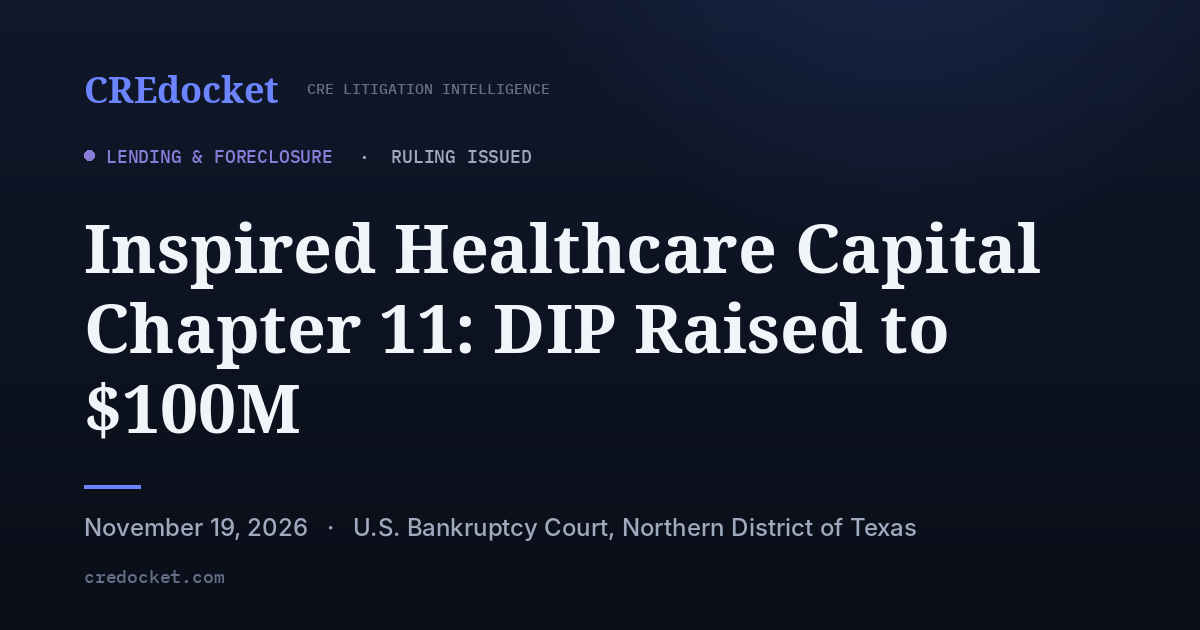 CREdocket CRE LITIGATION INTELLIGENCE
LENDING & FORECLOSURE · RULING ISSUED
Inspired Healthcare Capital
Chapter 11: DIP Raised to
$100M
November 19, 2026 · U.S. Bankruptcy Court, Northern District of Texas
credocket.com